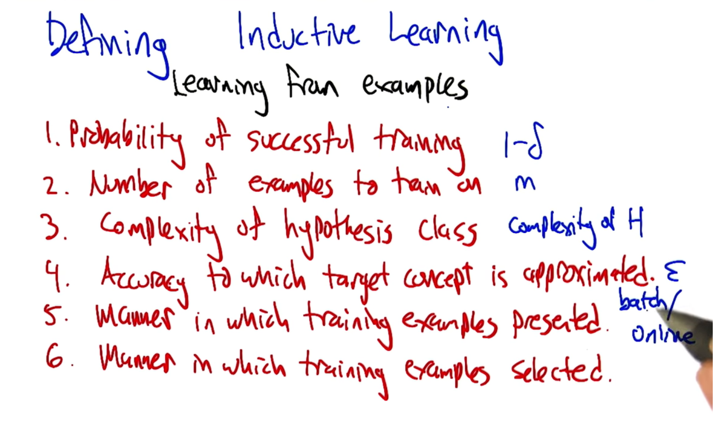 Defining Inductive Learning
Learning from examples
1. Probability of successful training 1-δ
2. Number of examples to train on m
3. Complexity of hypothesis class complexity of H
4. Accuracy to which target concept is approximated. ε
5. Manner in which training examples presented. batch/
online
6. Manner in which training examples selected.